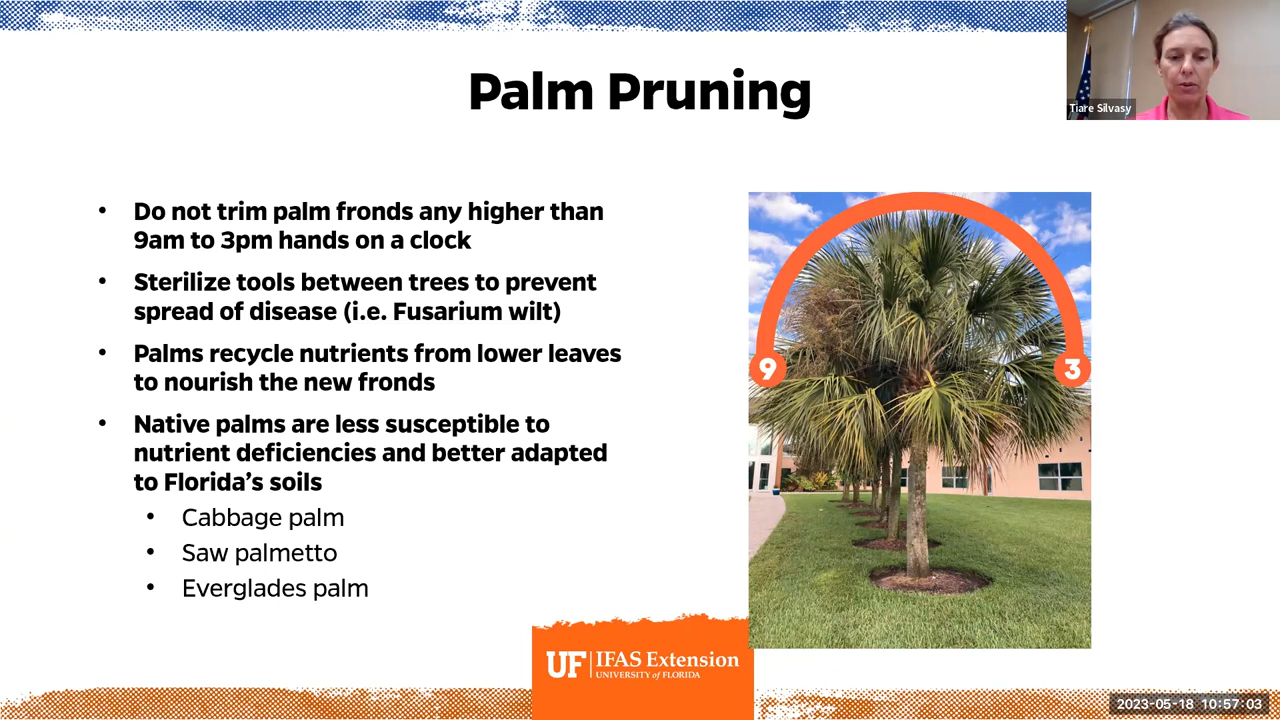 Palm Pruning
Tiare Silvasy
• Do not trim palm fronds any higher than
9am to 3pm hands on a clock
• Sterilize tools between trees to prevent
spread of disease (i.e. Fusarium wilt)
• Palms recycle nutrients from lower leaves
to nourish the new fronds
• Native palms are less susceptible to
nutrient deficiencies and better adapted
to Florida’s soils
• Cabbage palm
• Saw palmetto
• Everglades palm
9
3
UF IFAS Extension
UNIVERSITY of FLORIDA
2023-05-18 10:57:03